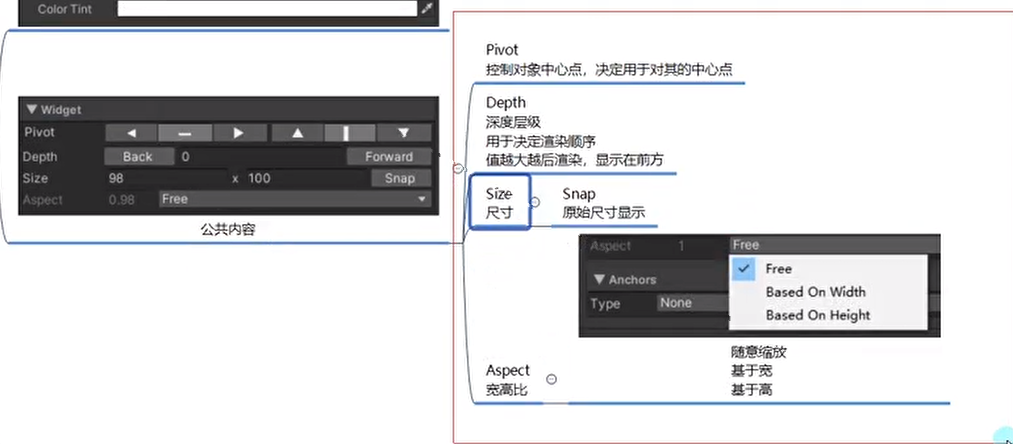 Color Tint
Widget
Pivot
Depth Back 0 Forward
Size 98 x 100 Snap
Aspect 0.98 Free
公共内容
Pivot
控制对象中心点，决定用于对其的中心点
Depth
深度层级
用于决定渲染顺序
值越大越后渲染，显示在前方
Size
尺寸
Snap
原始尺寸显示
Aspect 1 Free
Free
Based On Width
Based On Height
Anchors
Type None
随意缩放
基于宽
基于高
Aspect
宽高比